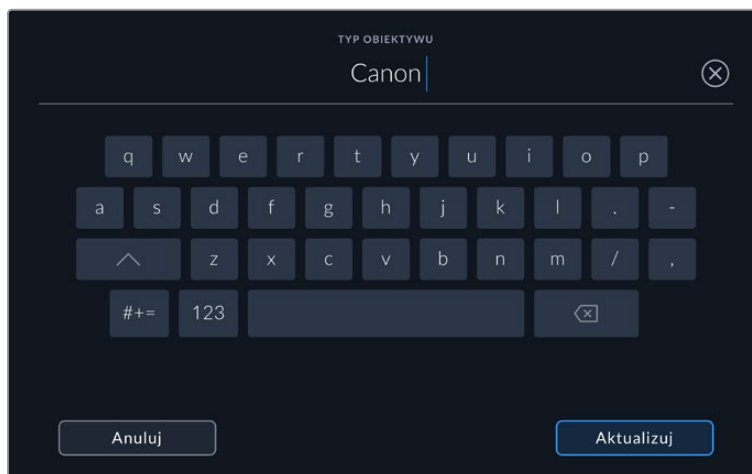 TYP OBIEKTYWU
Canon
q w e r t y u i o p
a s d f g h j k l . -
z x c v b n m / ,
#+= 123
Anuluj Aktualizuj